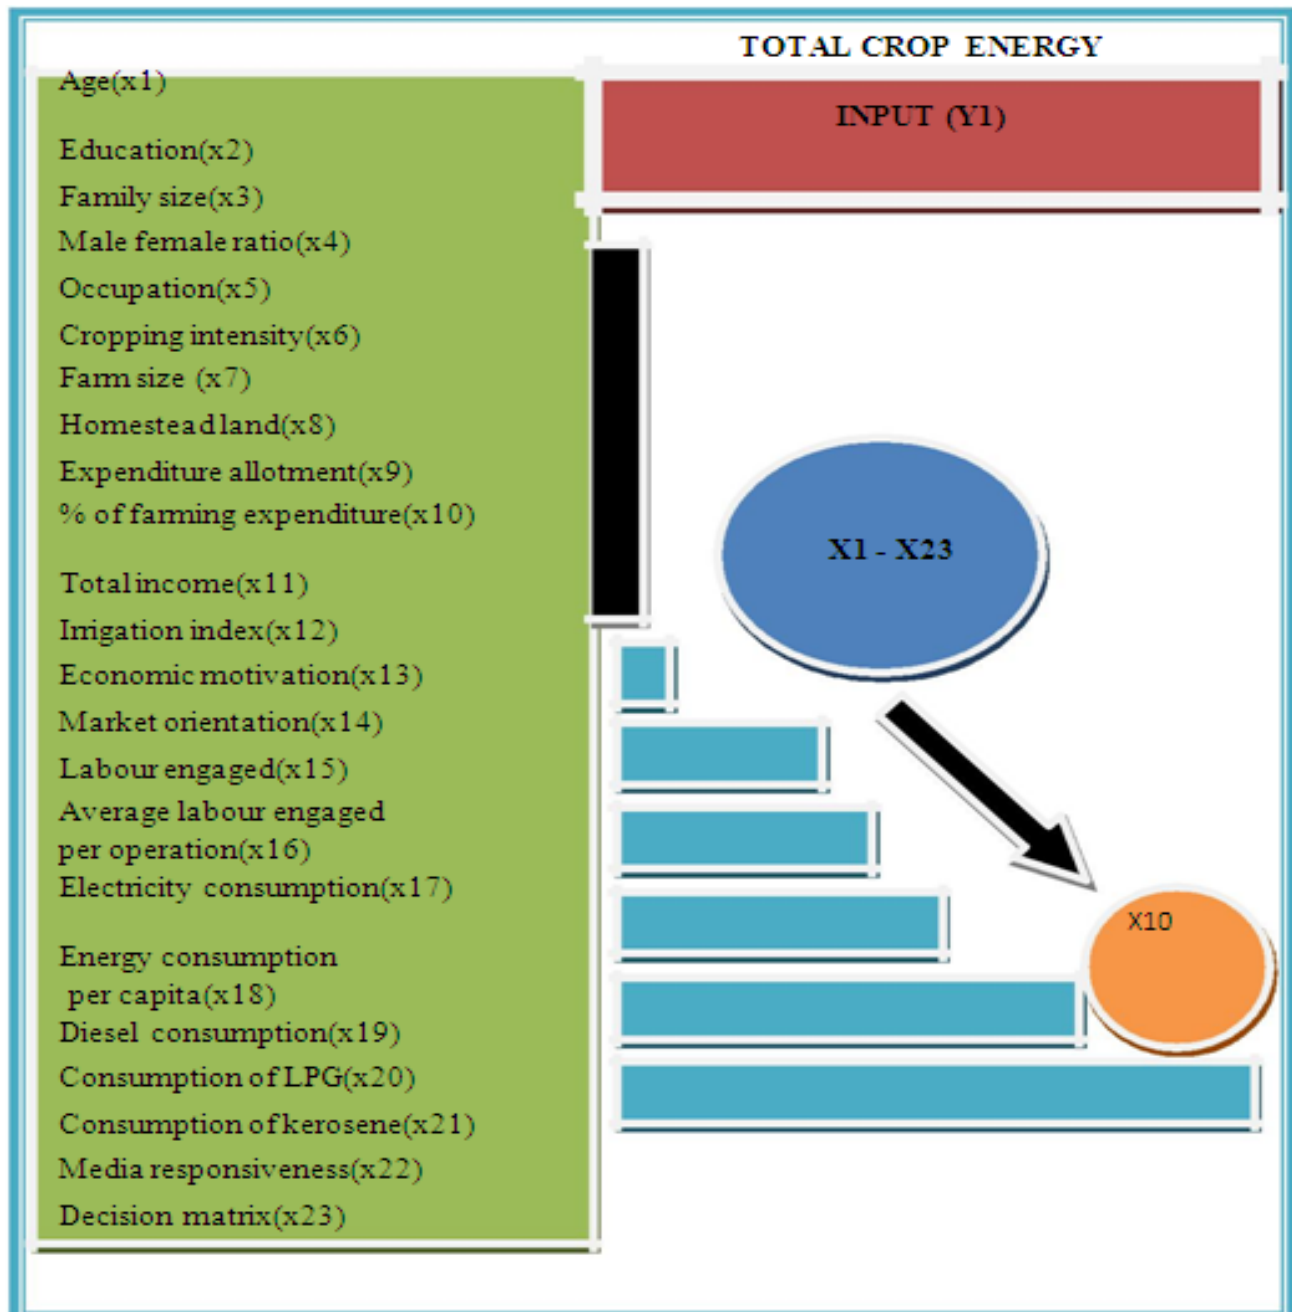 TOTAL CROP ENERGY
INPUT (Y1)
Age(x1)
Education(x2)
Family size(x3)
Male female ratio(x4)
Occupation(x5)
Cropping intensity(x6)
Farm size (x7)
Homestead land(x8)
Expenditure allotment(x9)
% of farming expenditure(x10)
Total income(x11)
Irrigation index(x12)
Economic motivation(x13)
Market orientation(x14)
Labour engaged(x15)
Average labour engaged
per operation(x16)
Electricity consumption(x17)
Energy consumption
per capita(x18)
Diesel consumption(x19)
Consumption of LPG(x20)
Consumption of kerosene(x21)
Media responsiveness(x22)
Decision matrix(x23)
X1 - X23
X10